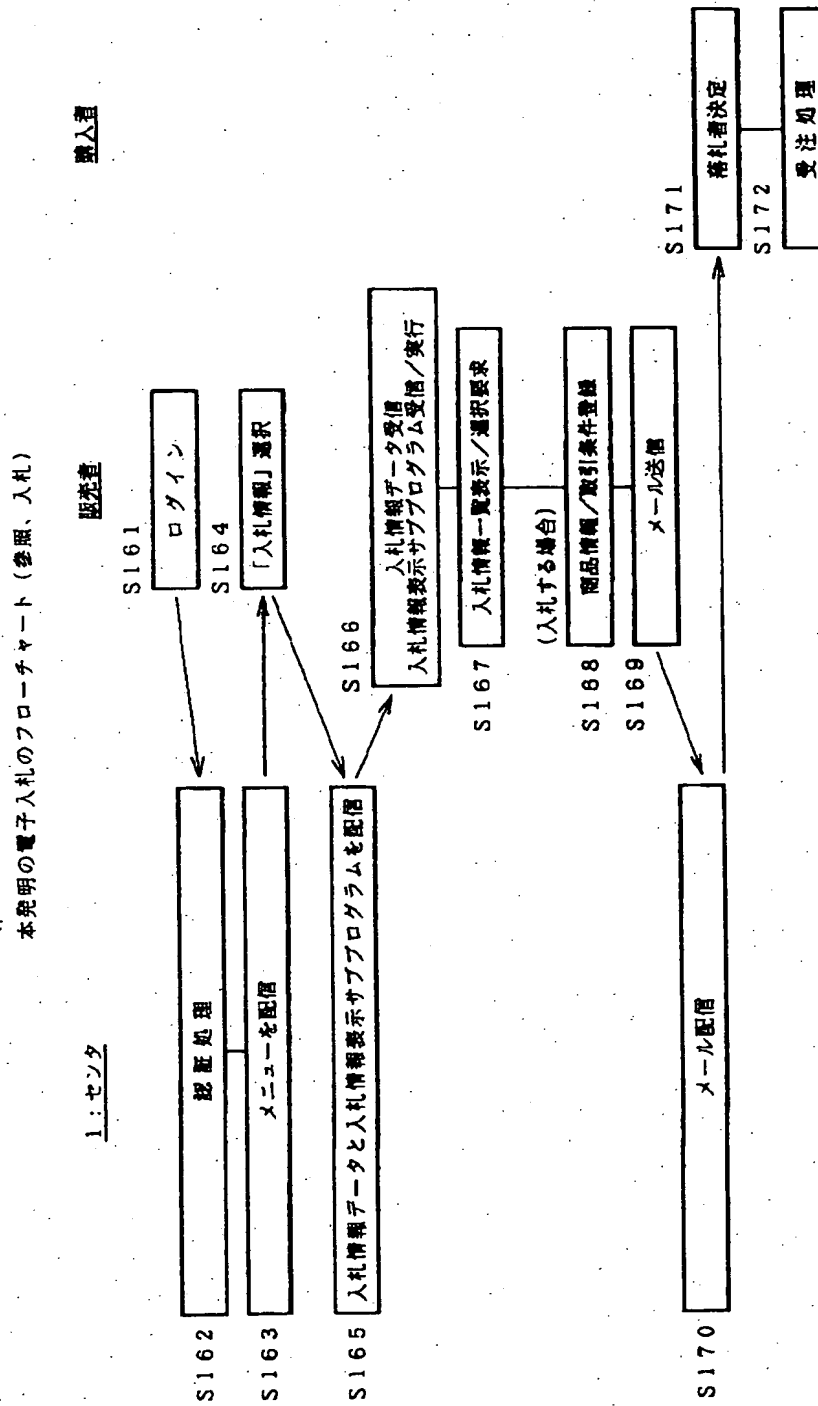 本発明の電子入札のフローチャート(参照、入札)
1:センタ
販売者
購入者
S161
ログイン
S162
認証処理
S163
メニューを配信
S164
「入札情報」選択
S165
入札情報データと入札情報表示サブプログラムを配信
S166
入札情報データ受信
入札情報表示サブプログラム受信/実行
S167
入札情報一覧表示/選択要求
(入札する場合)
S168
商品情報/取引条件登録
S169
メール送信
S170
メール配信
S171
落札者決定
S172
受注処理